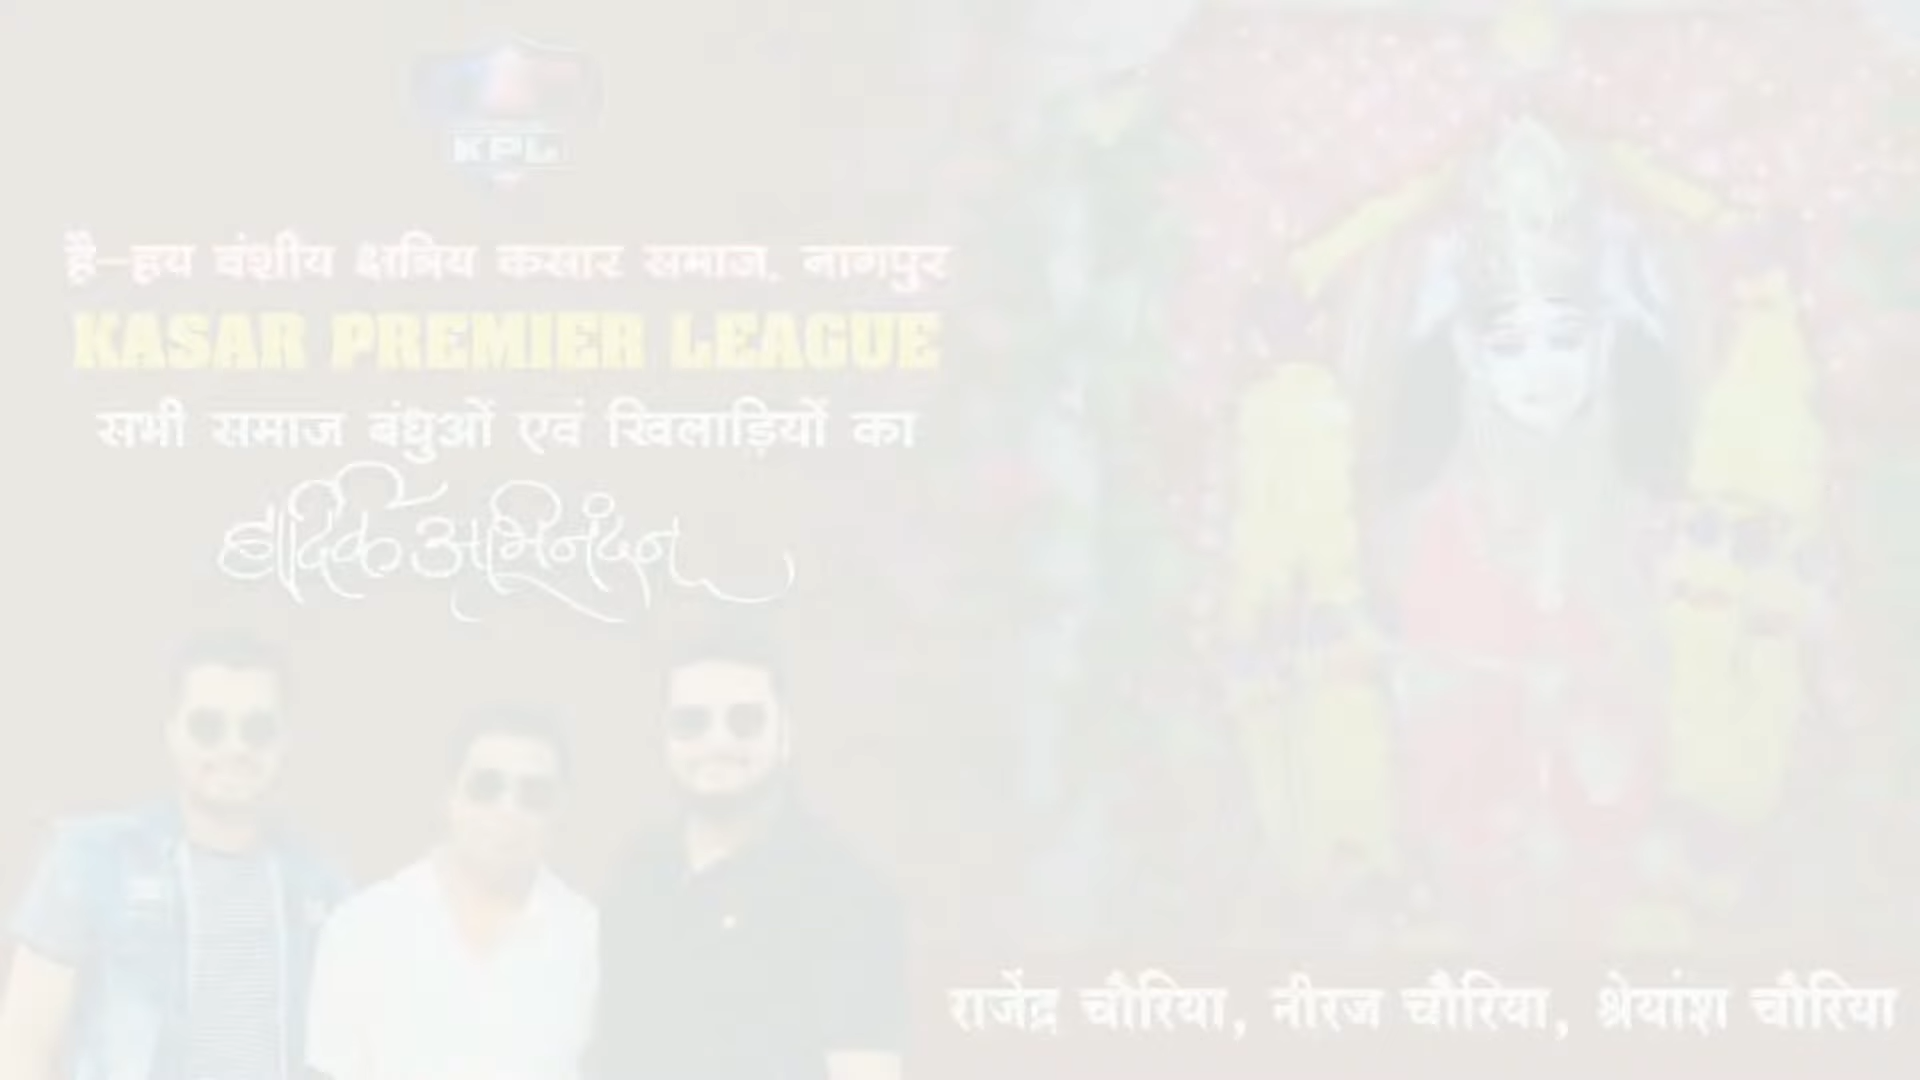 KPL
है–हय वंशीय क्षत्रिय कसार समाज, नागपुर
KASAR PREMIER LEAGUE
सभी समाज बंधुओं एवं खिलाड़ियों का
हार्दिक अभिनंदन
राजेंद्र चौरिया, नीरज चौरिया, श्रेयांश चौरिया